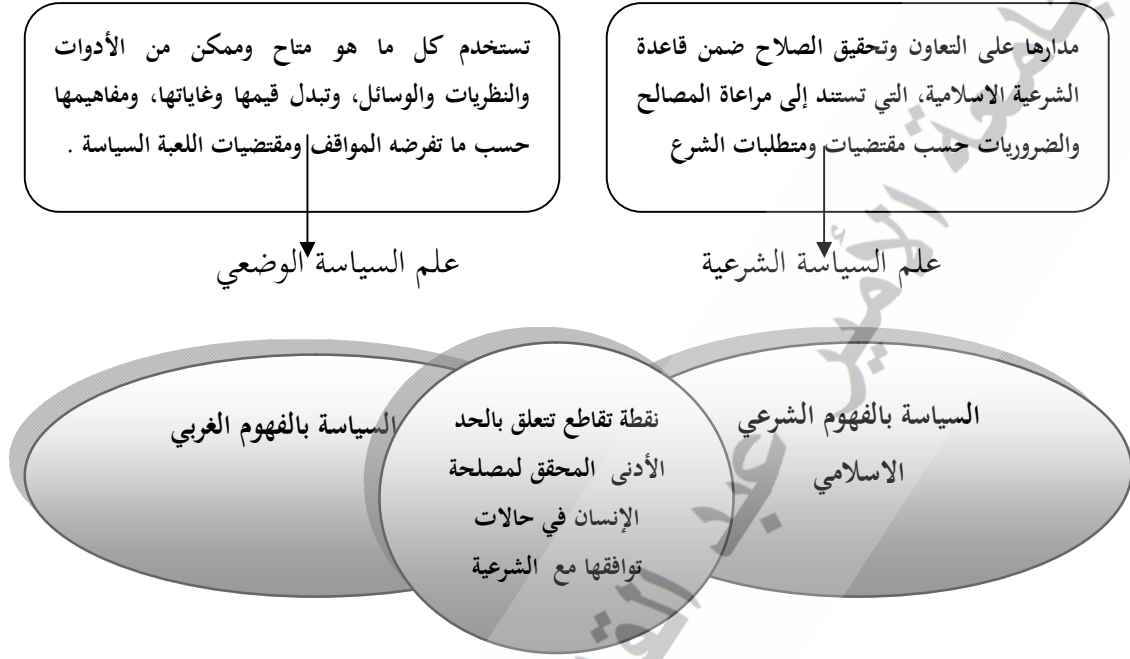 مدارها على التعاون وتحقيق الصلاح ضمن قاعدة
الشرعية الاسلامية، التي تستند إلى مراعاة المصالح
والضروريات حسب مقتضيات ومتطلبات الشرع
تستخدم كل ما هو متاح وممكن من الأدوات
والنظريات والوسائل، وتبدل قيمها وغاياتها، ومفاهيمها
حسب ما تفرضه المواقف ومقتضيات اللعبة السياسة .
علم السياسة الشرعية
علم السياسة الوضعي
السياسة بالفهوم الشرعي
الاسلامي
نقطة تقاطع تتعلق بالحد
الأدنى المحقق لمصلحة
الإنسان في حالات
توافقها مع الشرعية
السياسة بالفهوم الغربي
جامعة الأمير عبد